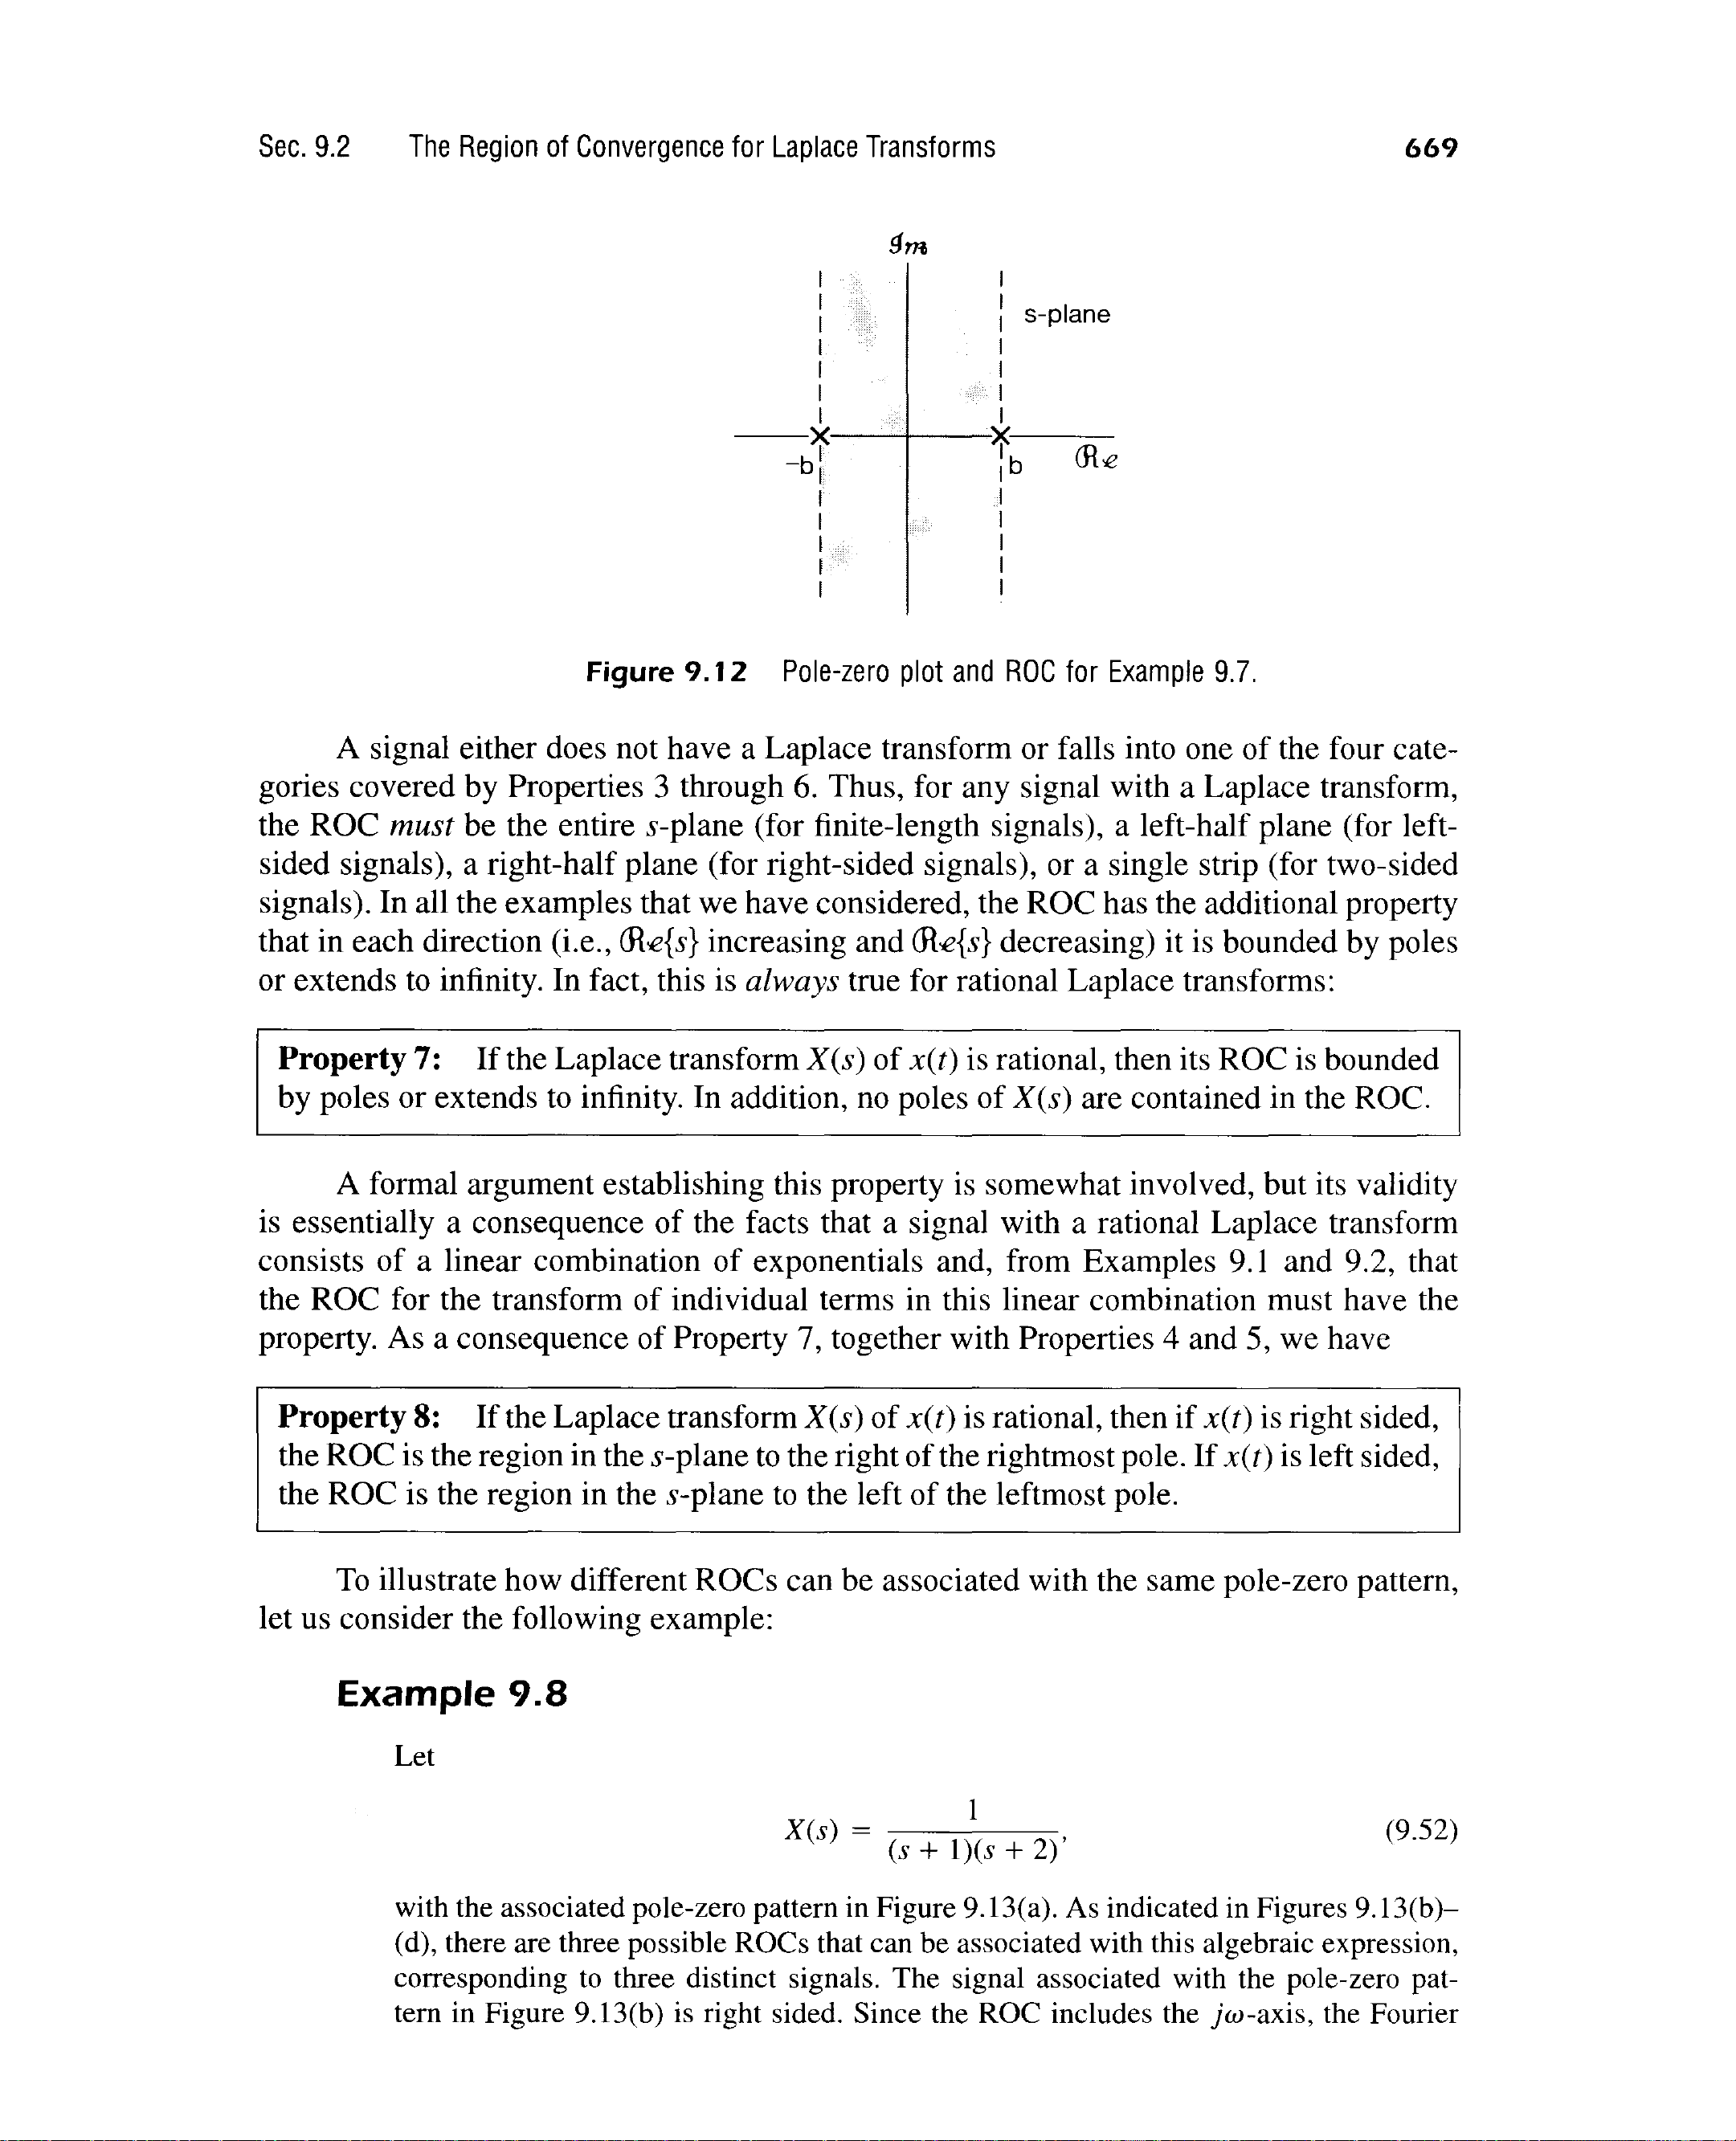 Sec. 9.2 The Region of Convergence for Laplace Transforms 669
𝓘𝓂
s-plane
−b
b
ℛℯ
Figure 9.12 Pole-zero plot and ROC for Example 9.7.
A signal either does not have a Laplace transform or falls into one of the four cate-
gories covered by Properties 3 through 6. Thus, for any signal with a Laplace transform,
the ROC must be the entire s-plane (for finite-length signals), a left-half plane (for left-
sided signals), a right-half plane (for right-sided signals), or a single strip (for two-sided
signals). In all the examples that we have considered, the ROC has the additional property
that in each direction (i.e., ℛℯ{s} increasing and ℛℯ{s} decreasing) it is bounded by poles
or extends to infinity. In fact, this is always true for rational Laplace transforms:
Property 7: If the Laplace transform X(s) of x(t) is rational, then its ROC is bounded
by poles or extends to infinity. In addition, no poles of X(s) are contained in the ROC.
A formal argument establishing this property is somewhat involved, but its validity
is essentially a consequence of the facts that a signal with a rational Laplace transform
consists of a linear combination of exponentials and, from Examples 9.1 and 9.2, that
the ROC for the transform of individual terms in this linear combination must have the
property. As a consequence of Property 7, together with Properties 4 and 5, we have
Property 8: If the Laplace transform X(s) of x(t) is rational, then if x(t) is right sided,
the ROC is the region in the s-plane to the right of the rightmost pole. If x(t) is left sided,
the ROC is the region in the s-plane to the left of the leftmost pole.
To illustrate how different ROCs can be associated with the same pole-zero pattern,
let us consider the following example:
Example 9.8
Let
X(s) = 1 / ((s + 1)(s + 2)), (9.52)
with the associated pole-zero pattern in Figure 9.13(a). As indicated in Figures 9.13(b)–
(d), there are three possible ROCs that can be associated with this algebraic expression,
corresponding to three distinct signals. The signal associated with the pole-zero pat-
tern in Figure 9.13(b) is right sided. Since the ROC includes the jω-axis, the Fourier